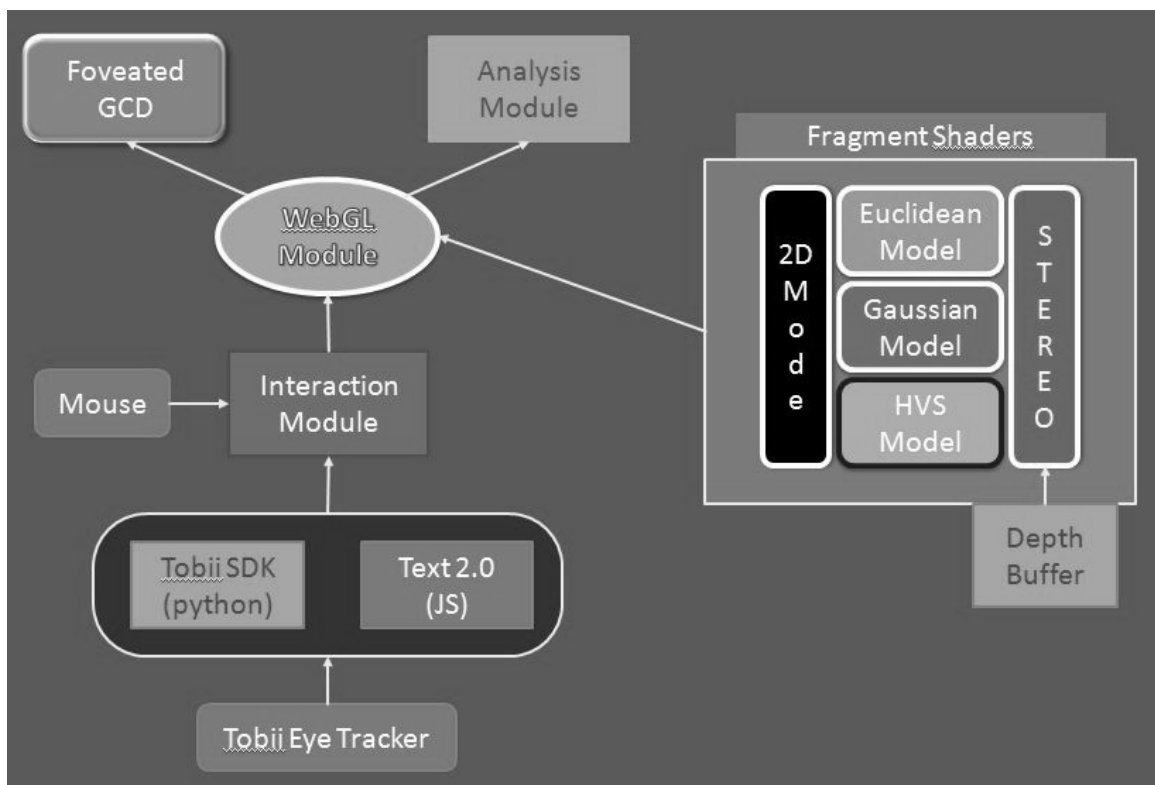 Foveated
GCD
Analysis
Module
Fragment Shaders
WebGL
Module
2D
M
o
d
e
Euclidean
Model
Gaussian
Model
HVS
Model
S
T
E
R
E
O
Mouse
Interaction
Module
Tobii SDK
(python)
Text 2.0
(JS)
Depth
Buffer
Tobii Eye Tracker